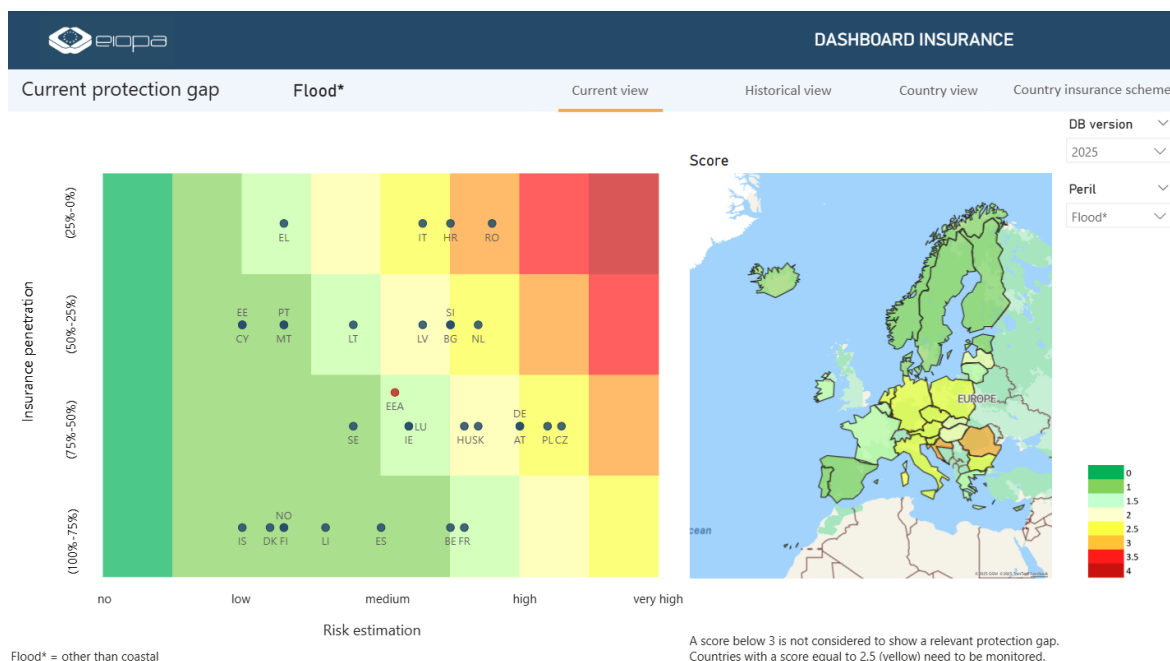 eiopa
DASHBOARD INSURANCE
Current protection gap
Flood*
Current view
Historical view
Country view
Country insurance scheme
DB version
2025
Peril
Flood*
Score
Insurance penetration
(25%-0%)
EL
IT
HR
RO
(50%-25%)
EE
PT
SI
CY
MT
LT
LV
BG
NL
(75%-50%)
EEA
DE
LU
SE
IE
HU
SK
AT
PL
CZ
(100%-75%)
NO
IS
DK
FI
LI
ES
BE
FR
no
low
medium
high
very high
Risk estimation
EUROPE
cean
0
1
1.5
2
2.5
3
3.5
4
Flood* = other than coastal
A score below 3 is not considered to show a relevant protection gap.
Countries with a score equal to 2.5 (yellow) need to be monitored.